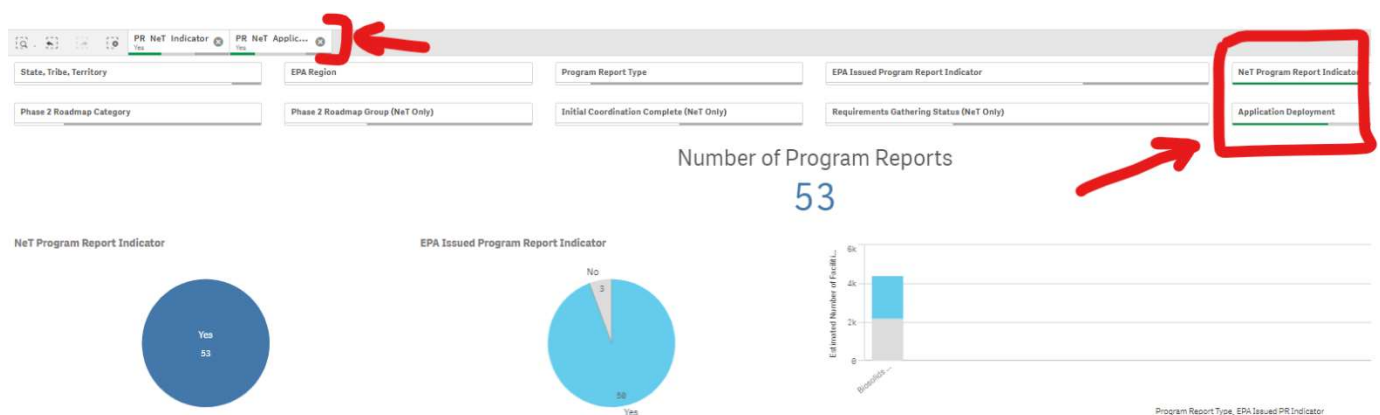 PR NeT Indicator
Yes
PR NeT Applic...
Yes
State, Tribe, Territory
EPA Region
Program Report Type
EPA Issued Program Report Indicator
NeT Program Report Indicator
Phase 2 Roadmap Category
Phase 2 Roadmap Group (NeT Only)
Initial Coordination Complete (NeT Only)
Requirements Gathering Status (NeT Only)
Application Deployment
Number of Program Reports
53
NeT Program Report Indicator
Yes
53
EPA Issued Program Report Indicator
No
3
50
Yes
Estimated Number of Faciliti...
6k
4k
2k
0
Biosolids ...
Program Report Type, EPA Issued PR Indicator